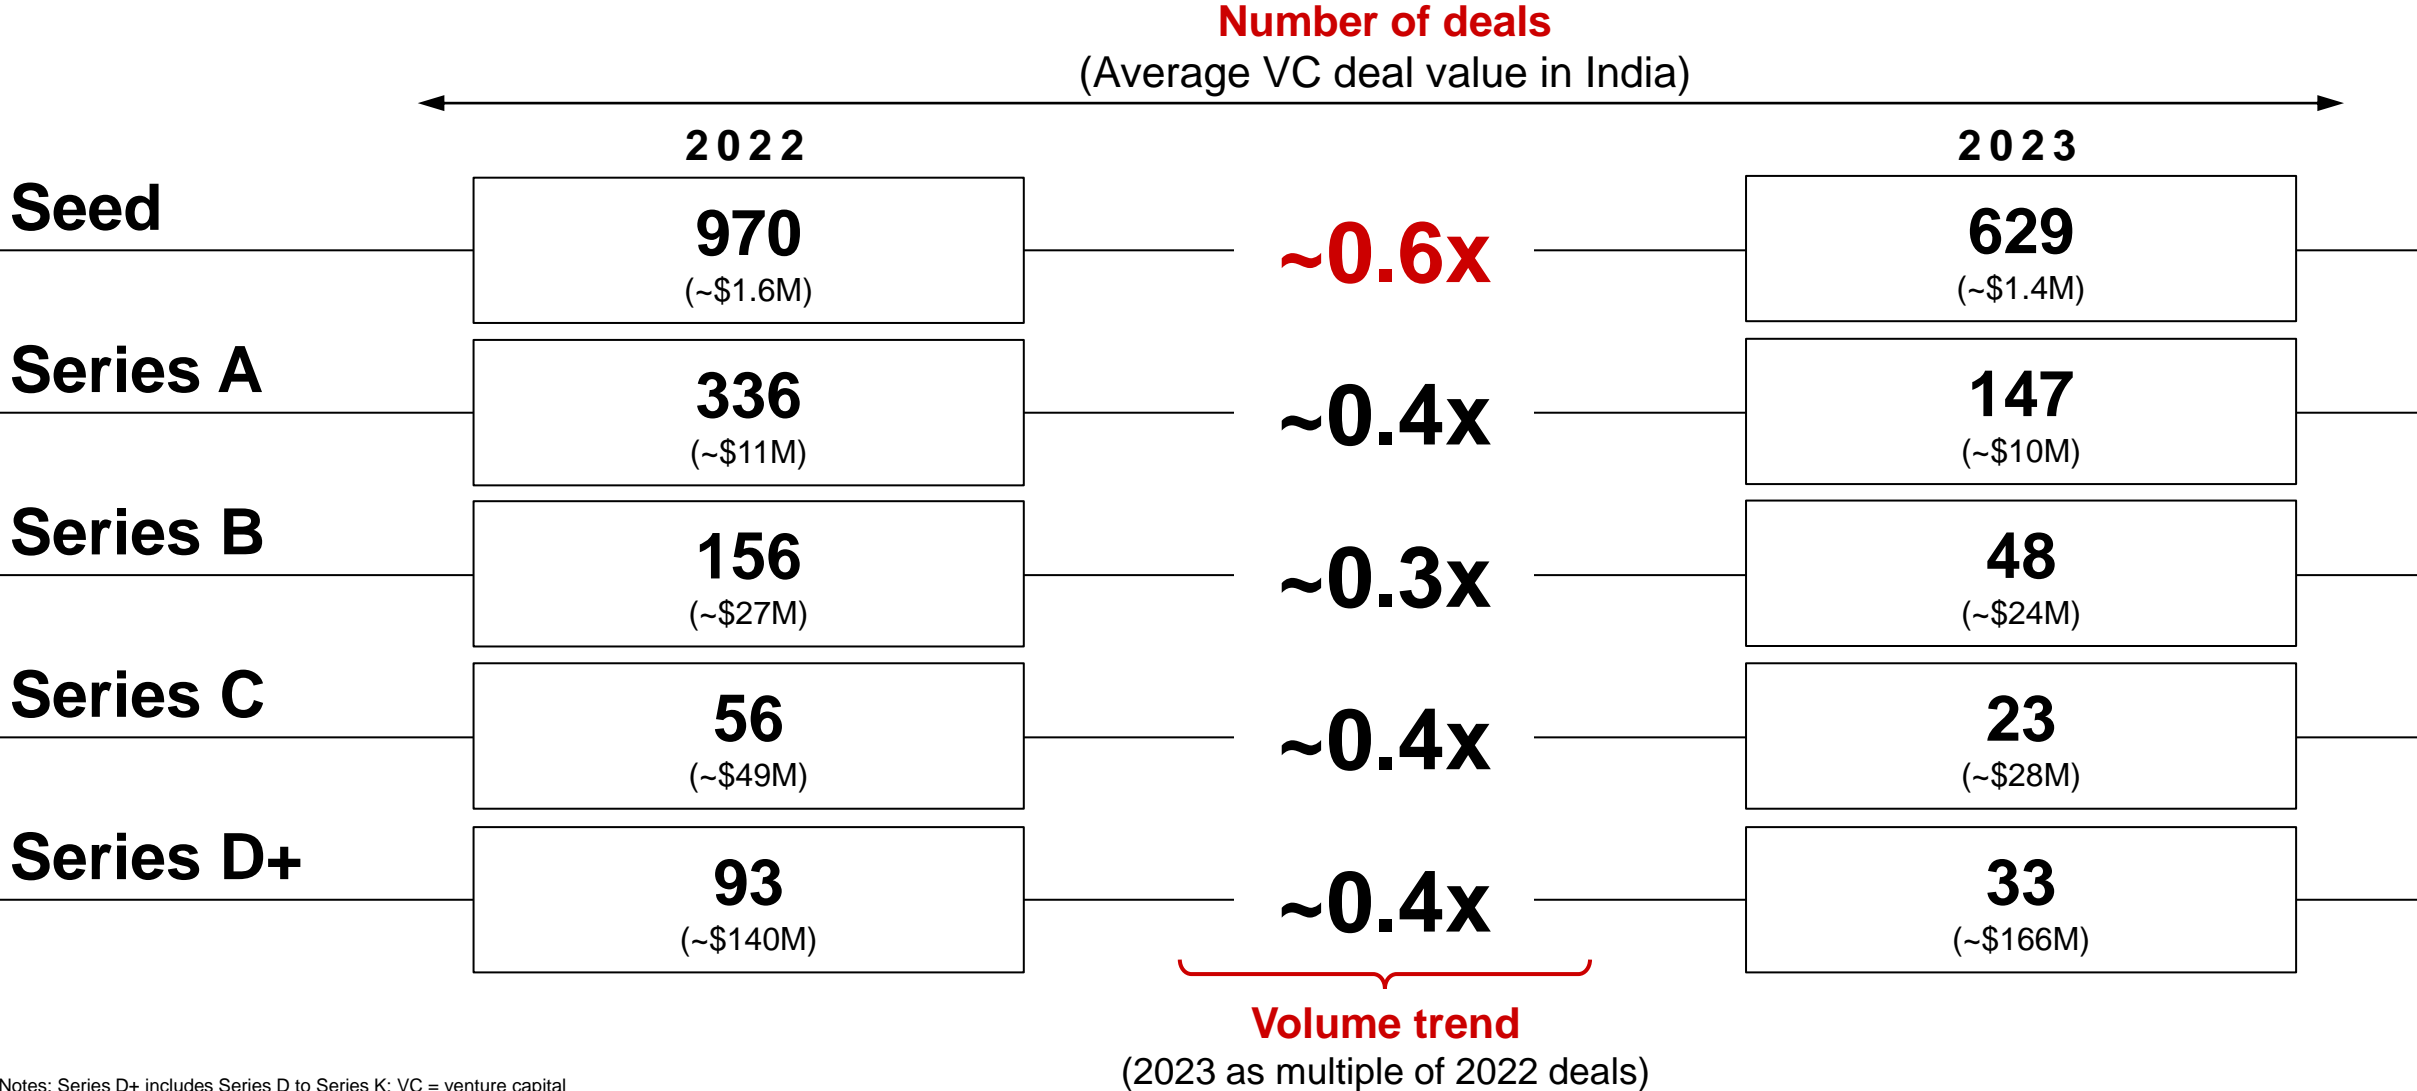 Number of deals
(Average VC deal value in India)
2022
2023
Seed
970
(~$1.6M)
~0.6x
629
(~$1.4M)
Series A
336
(~$11M)
~0.4x
147
(~$10M)
Series B
156
(~$27M)
~0.3x
48
(~$24M)
Series C
56
(~$49M)
~0.4x
23
(~$28M)
Series D+
93
(~$140M)
~0.4x
33
(~$166M)
Volume trend
(2023 as multiple of 2022 deals)
Notes: Series D+ includes Series D to Series K; VC = venture capital